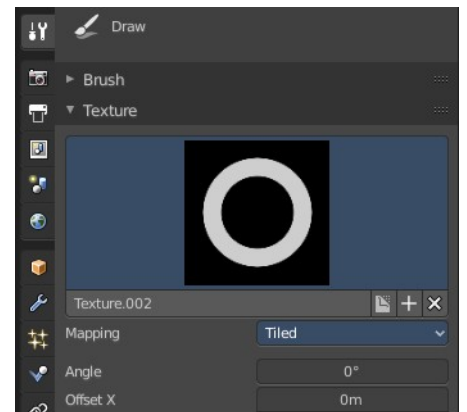 Draw
Brush
Texture
Texture.002
Mapping Tiled
Angle 0°
Offset X 0m